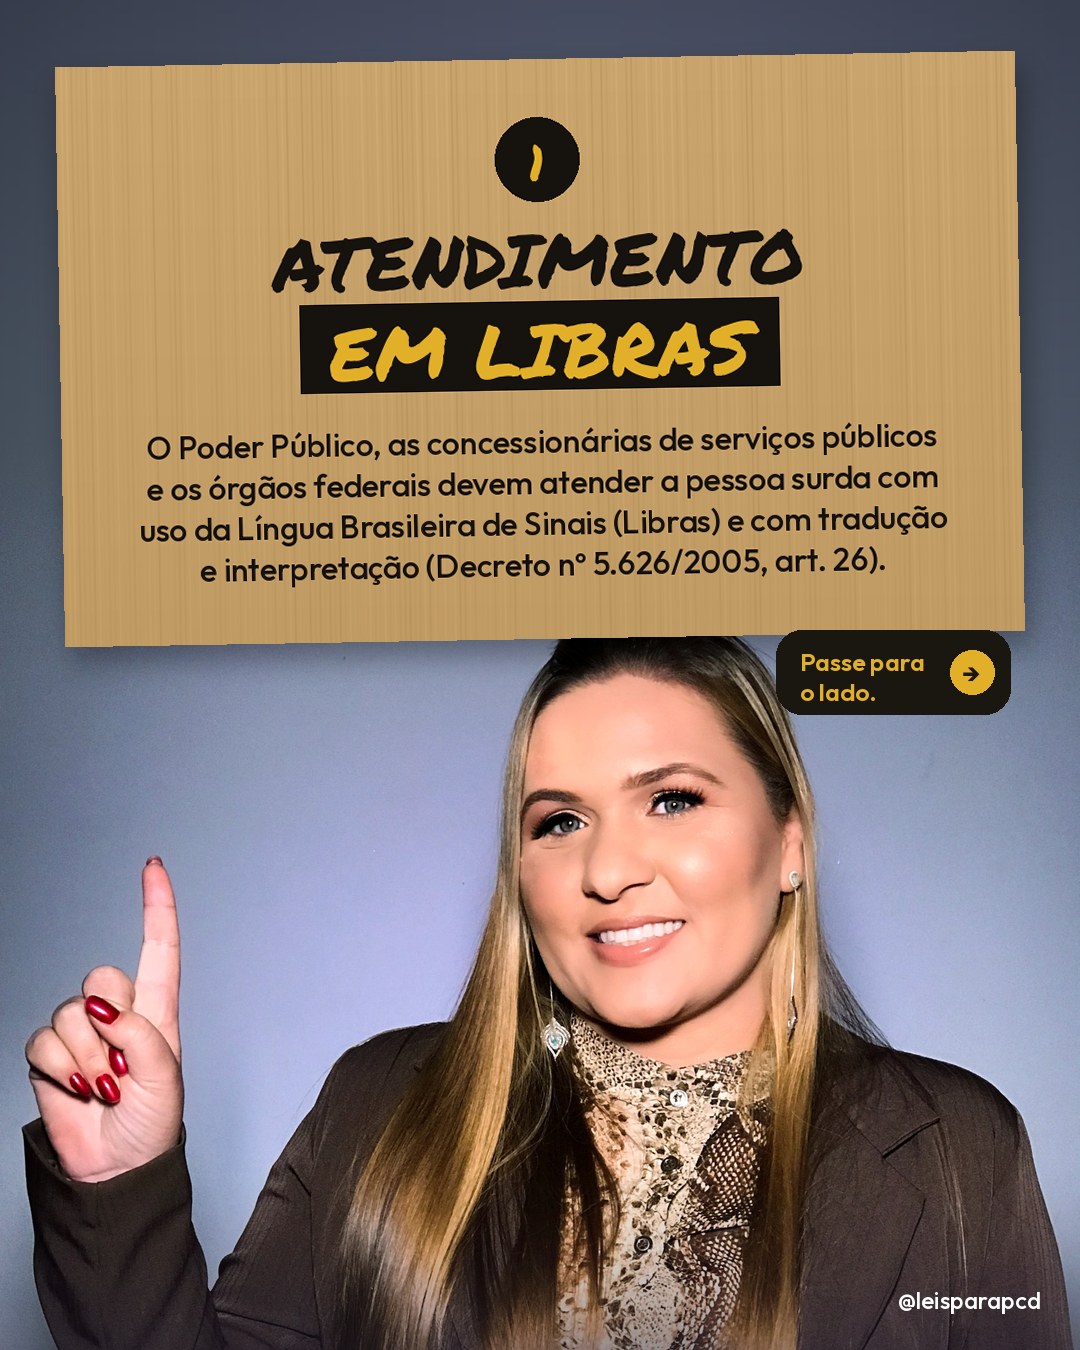 1
ATENDIMENTO
EM LIBRAS
O Poder Público, as concessionárias de serviços públicos
e os órgãos federais devem atender a pessoa surda com
uso da Língua Brasileira de Sinais (Libras) e com tradução
e interpretação (Decreto nº 5.626/2005, art. 26).
Passe para
o lado.
@leisparapcd